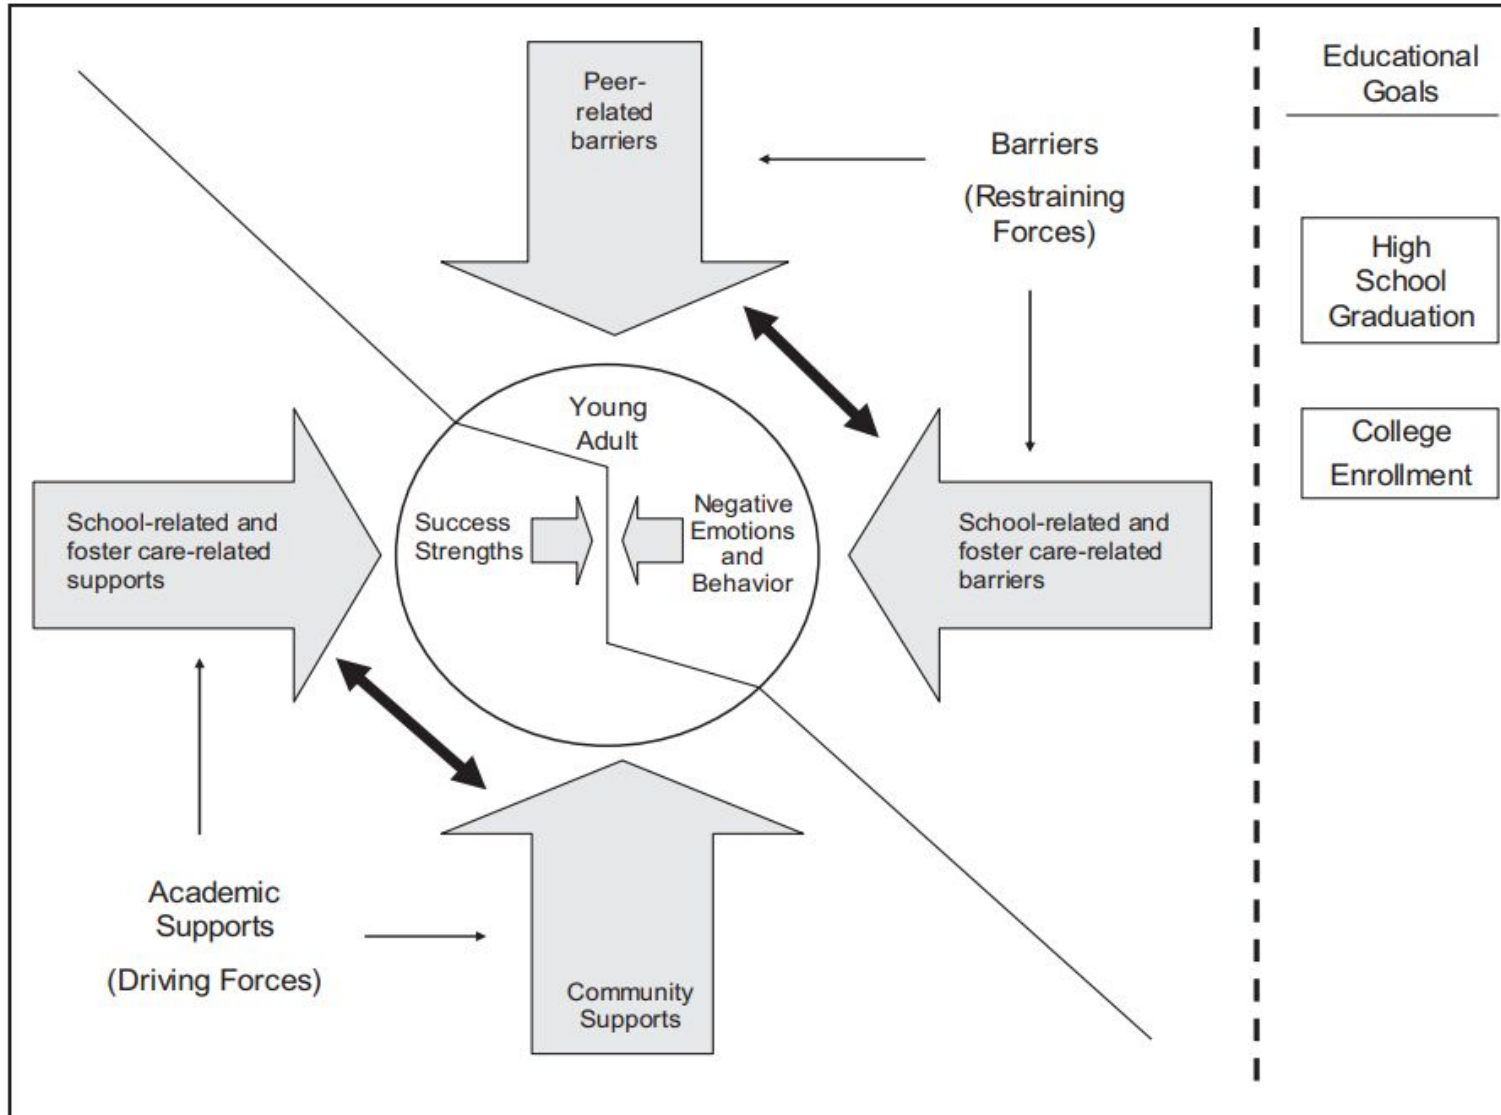 Peer-
related
barriers
Barriers
(Restraining
Forces)
Educational
Goals
High
School
Graduation
College
Enrollment
Young
Adult
Success
Strengths
Negative
Emotions
and
Behavior
School-related and
foster care-related
supports
School-related and
foster care-related
barriers
Academic
Supports
(Driving Forces)
Community
Supports